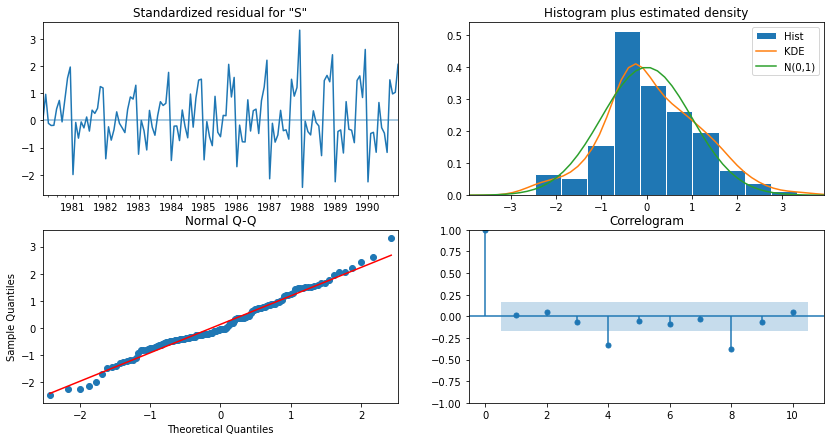 Standardized residual for "S"
3
2
1
0
−1
−2
1981 1982 1983 1984 1985 1986 1987 1988 1989 1990
Histogram plus estimated density
Hist
KDE
N(0,1)
0.5
0.4
0.3
0.2
0.1
0.0
−3 −2 −1 0 1 2 3
Normal Q-Q
Sample Quantiles
3
2
1
0
−1
−2
−2 −1 0 1 2
Theoretical Quantiles
Correlogram
1.00
0.75
0.50
0.25
0.00
−0.25
−0.50
−0.75
−1.00
0 2 4 6 8 10